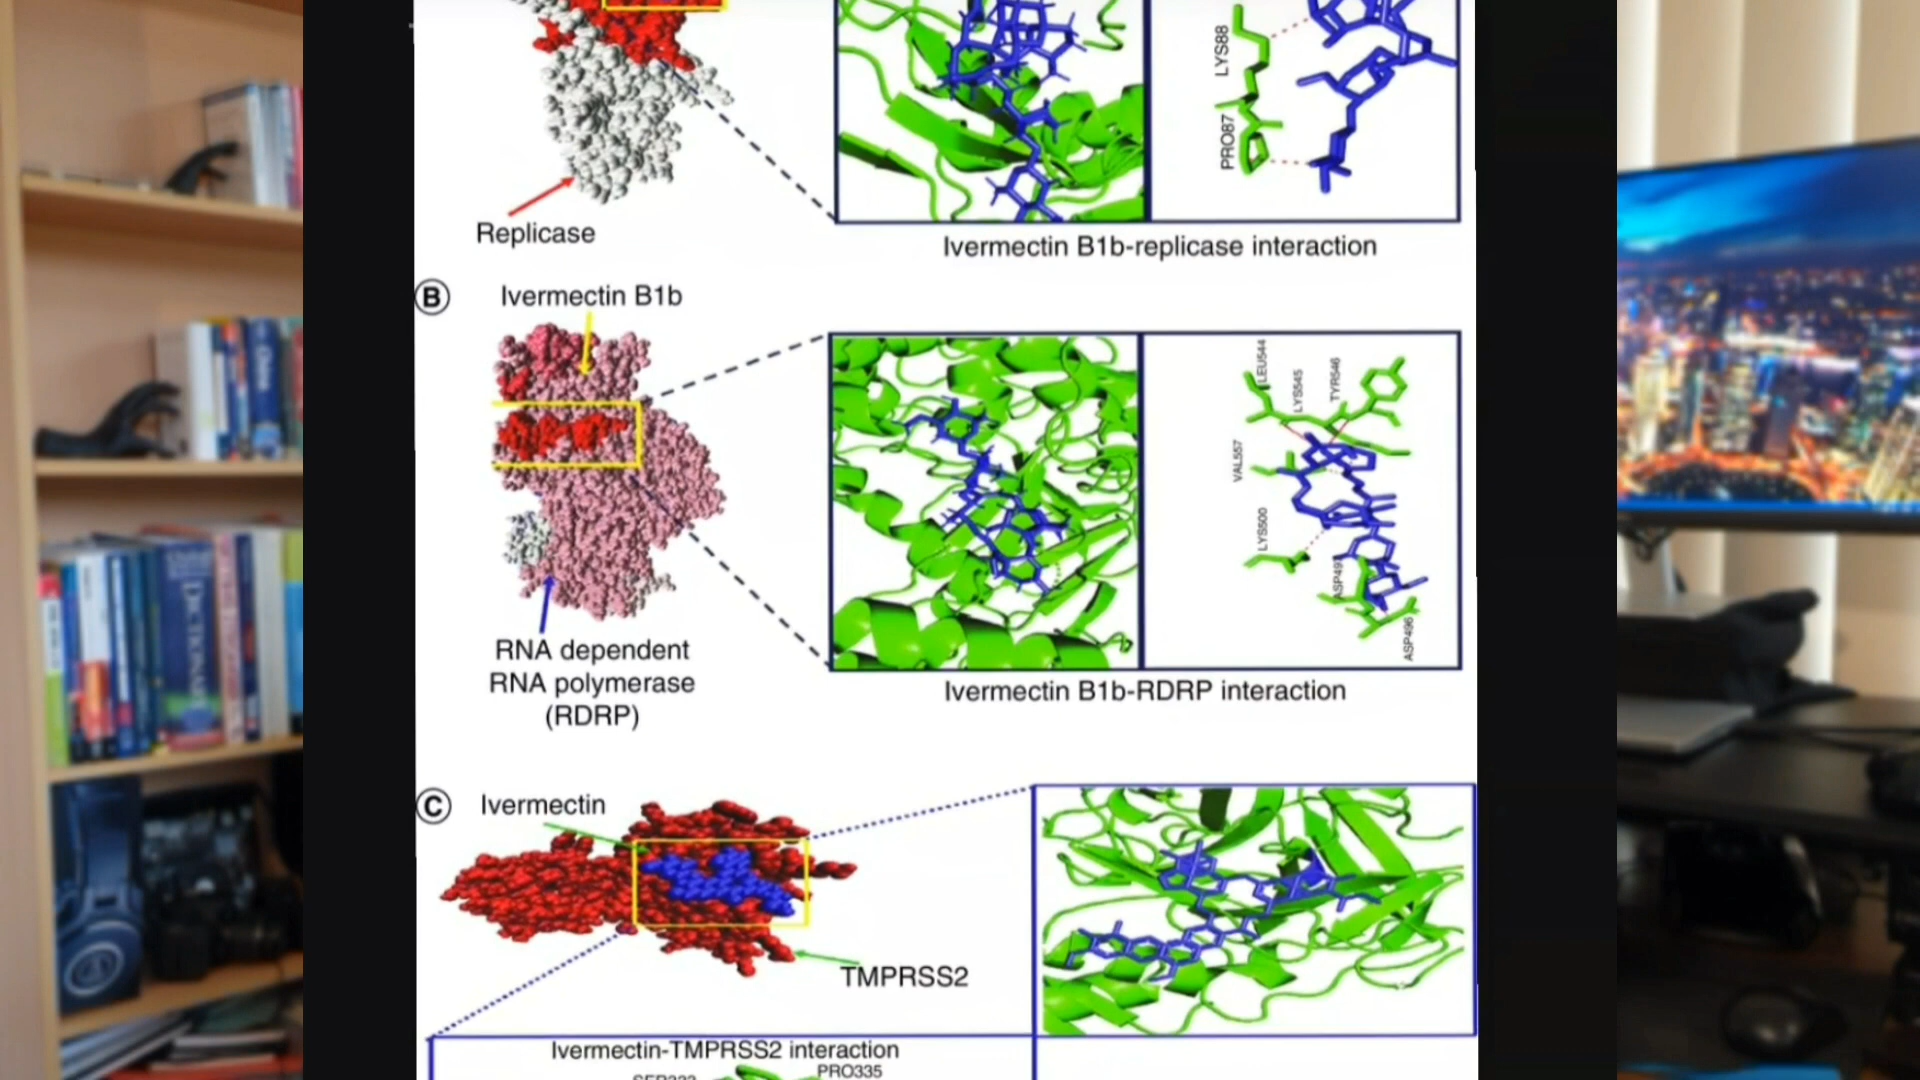 LYS88
PRO87
Replicase
Ivermectin B1b-replicase interaction
B
Ivermectin B1b
LEU544
LYS545
TYR546
VAL557
LYS500
ASP496
RNA dependent
RNA polymerase
(RDRP)
Ivermectin B1b-RDRP interaction
C
Ivermectin
TMPRSS2
Ivermectin-TMPRSS2 interaction
PRO335
DICTIONARY